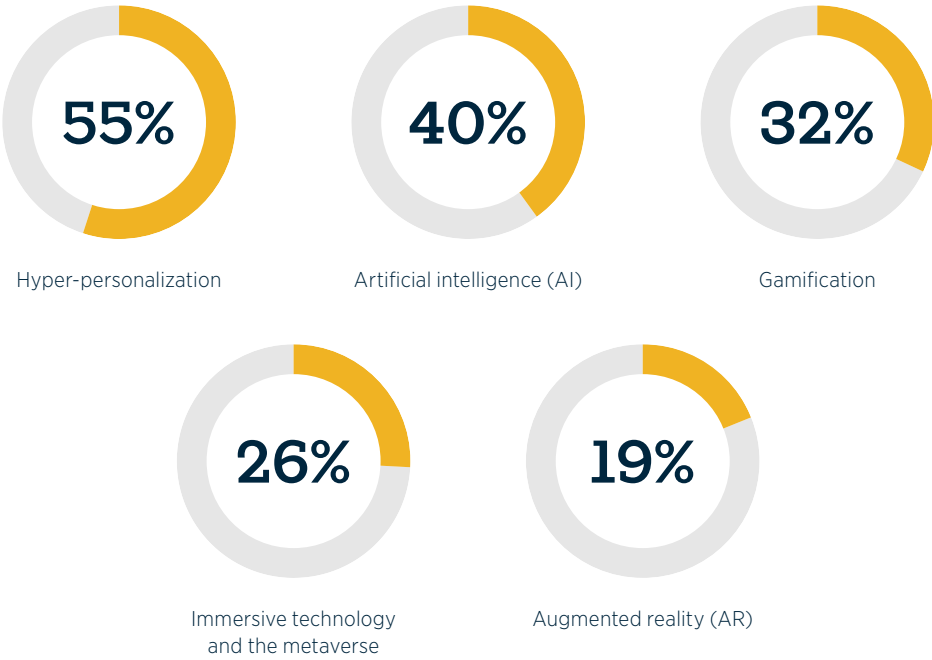 55%
40%
32%
Hyper-personalization
Artificial intelligence (AI)
Gamification
26%
19%
Immersive technology
and the metaverse
Augmented reality (AR)